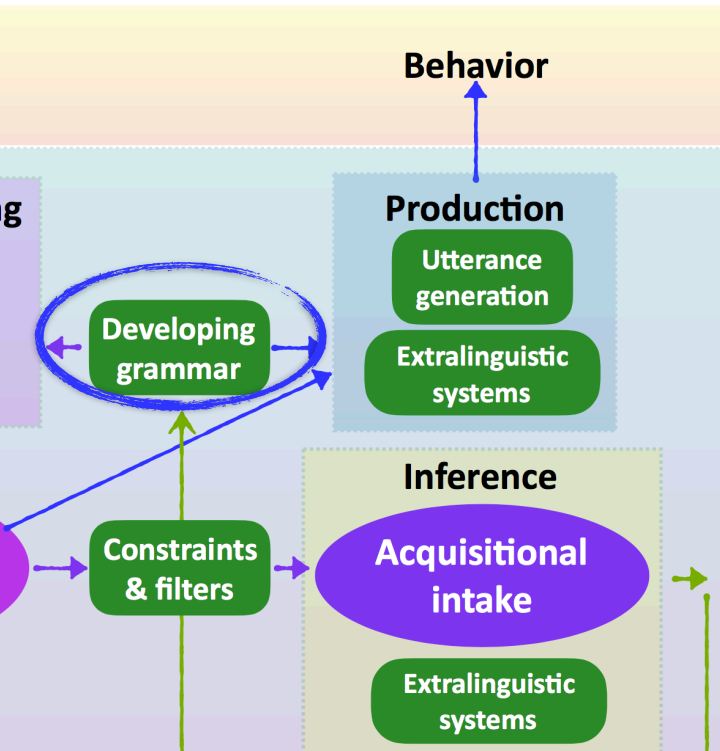 Behavior
Production
Utterance
generation
Developing
grammar
Extralinguistic
systems
Inference
Constraints
& filters
Acquisitional
intake
Extralinguistic
systems